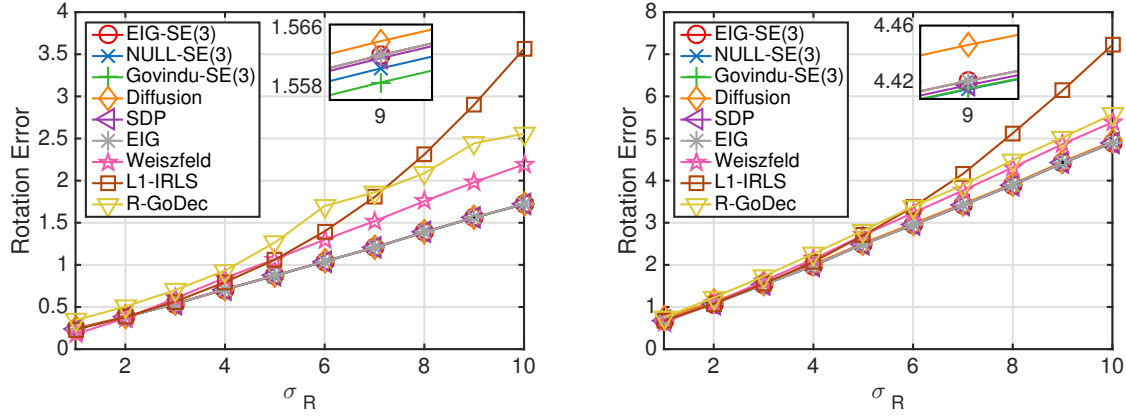 4
3.5
3
2.5
2
1.5
1
0.5
0
Rotation Error
2 4 6 8 10
σ R
EIG-SE(3)
NULL-SE(3)
Govindu-SE(3)
Diffusion
SDP
EIG
Weiszfeld
L1-IRLS
R-GoDec
1.566
1.558
9
8
7
6
5
4
3
2
1
0
Rotation Error
2 4 6 8 10
σ R
EIG-SE(3)
NULL-SE(3)
Govindu-SE(3)
Diffusion
SDP
EIG
Weiszfeld
L1-IRLS
R-GoDec
4.46
4.42
9